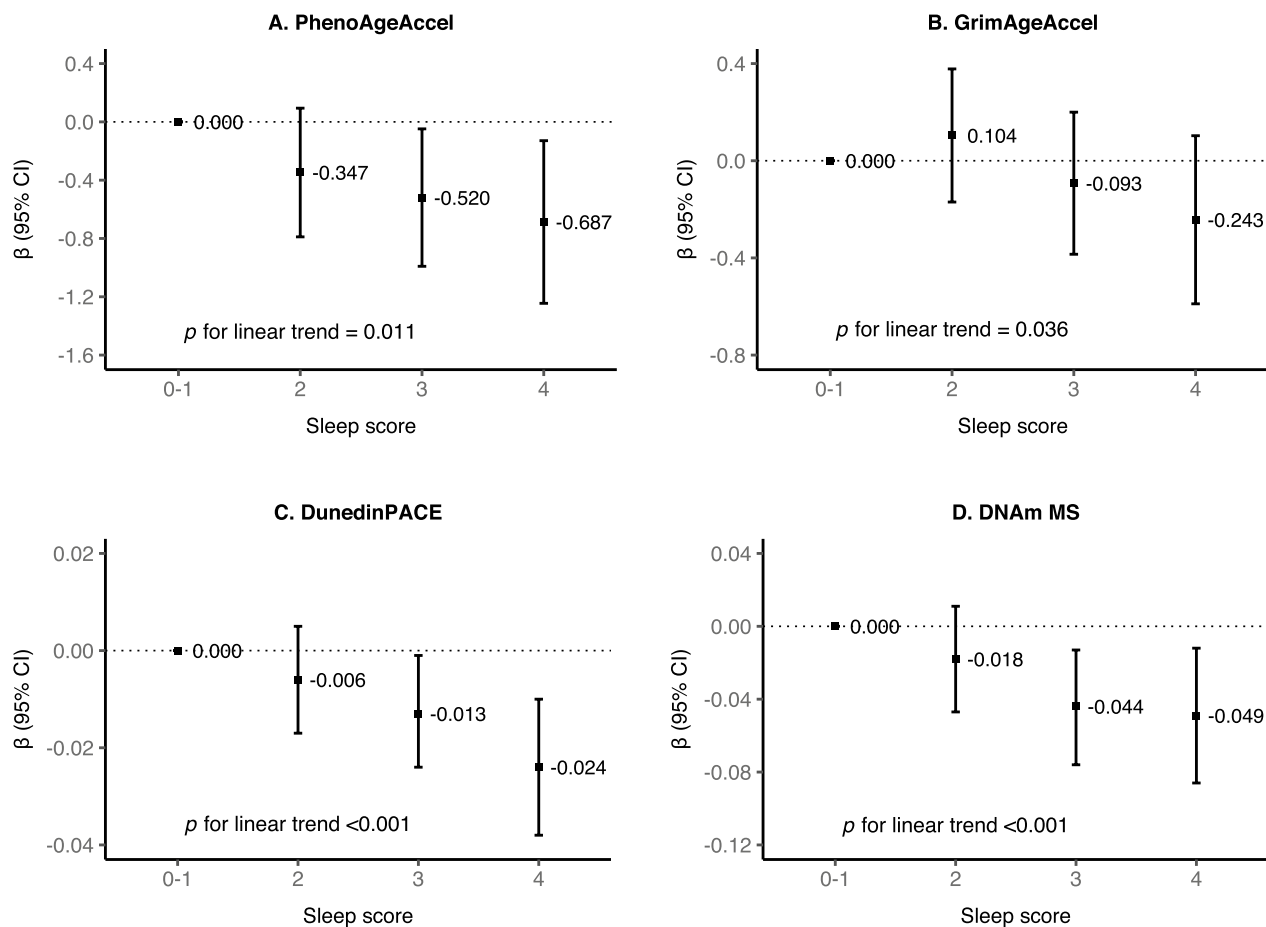 A. PhenoAgeAccel
β (95% CI)
0.4
0.0
-0.4
-0.8
-1.2
-1.6
0.000
-0.347
-0.520
-0.687
p for linear trend = 0.011
0-1 2 3 4
Sleep score
B. GrimAgeAccel
β (95% CI)
0.4
0.0
-0.4
-0.8
0.000
0.104
-0.093
-0.243
p for linear trend = 0.036
0-1 2 3 4
Sleep score
C. DunedinPACE
β (95% CI)
0.02
0.00
-0.02
-0.04
0.000
-0.006
-0.013
-0.024
p for linear trend <0.001
0-1 2 3 4
Sleep score
D. DNAm MS
β (95% CI)
0.04
0.00
-0.04
-0.08
-0.12
0.000
-0.018
-0.044
-0.049
p for linear trend <0.001
0-1 2 3 4
Sleep score